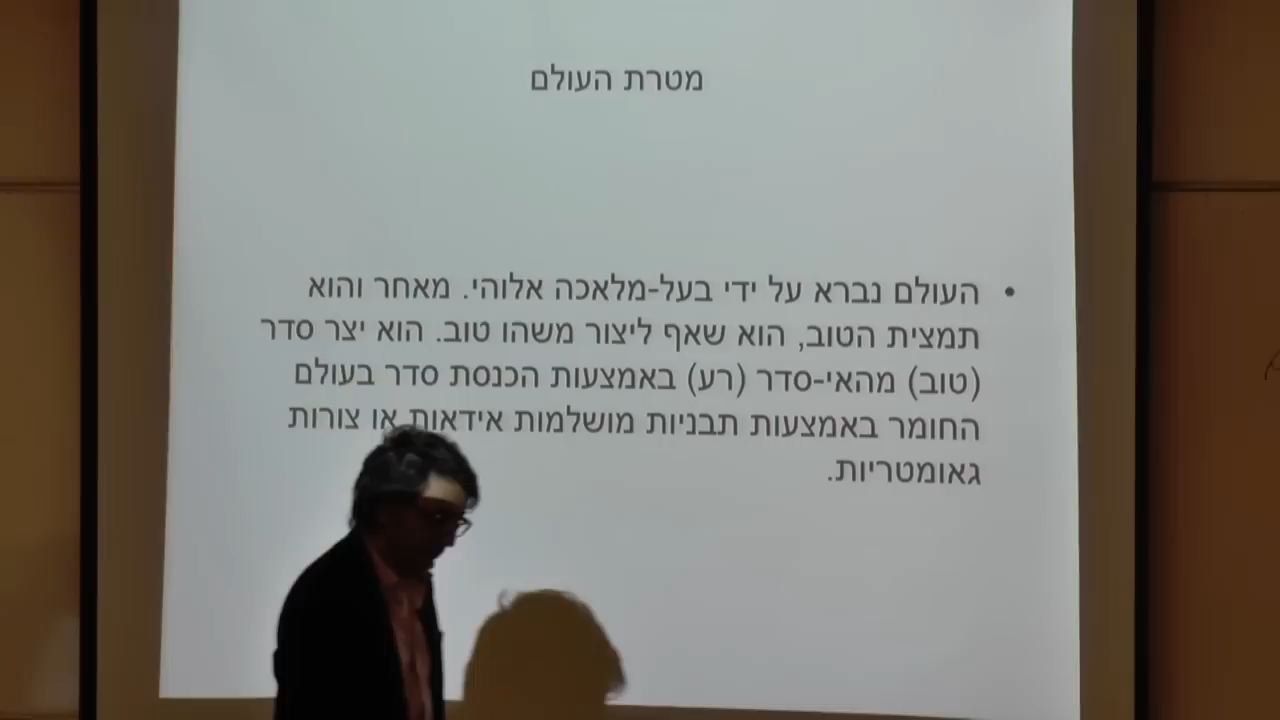 מטרת העולם
• העולם נברא על ידי בעל-מלאכה אלוהי. מאחר והוא
תמצית הטוב, הוא שאף ליצור משהו טוב. הוא יצר סדר
(טוב) מהאי-סדר (רע) באמצעות הכנסת סדר בעולם
החומר באמצעות תבניות מושלמות אידאות או צורות
גאומטריות.